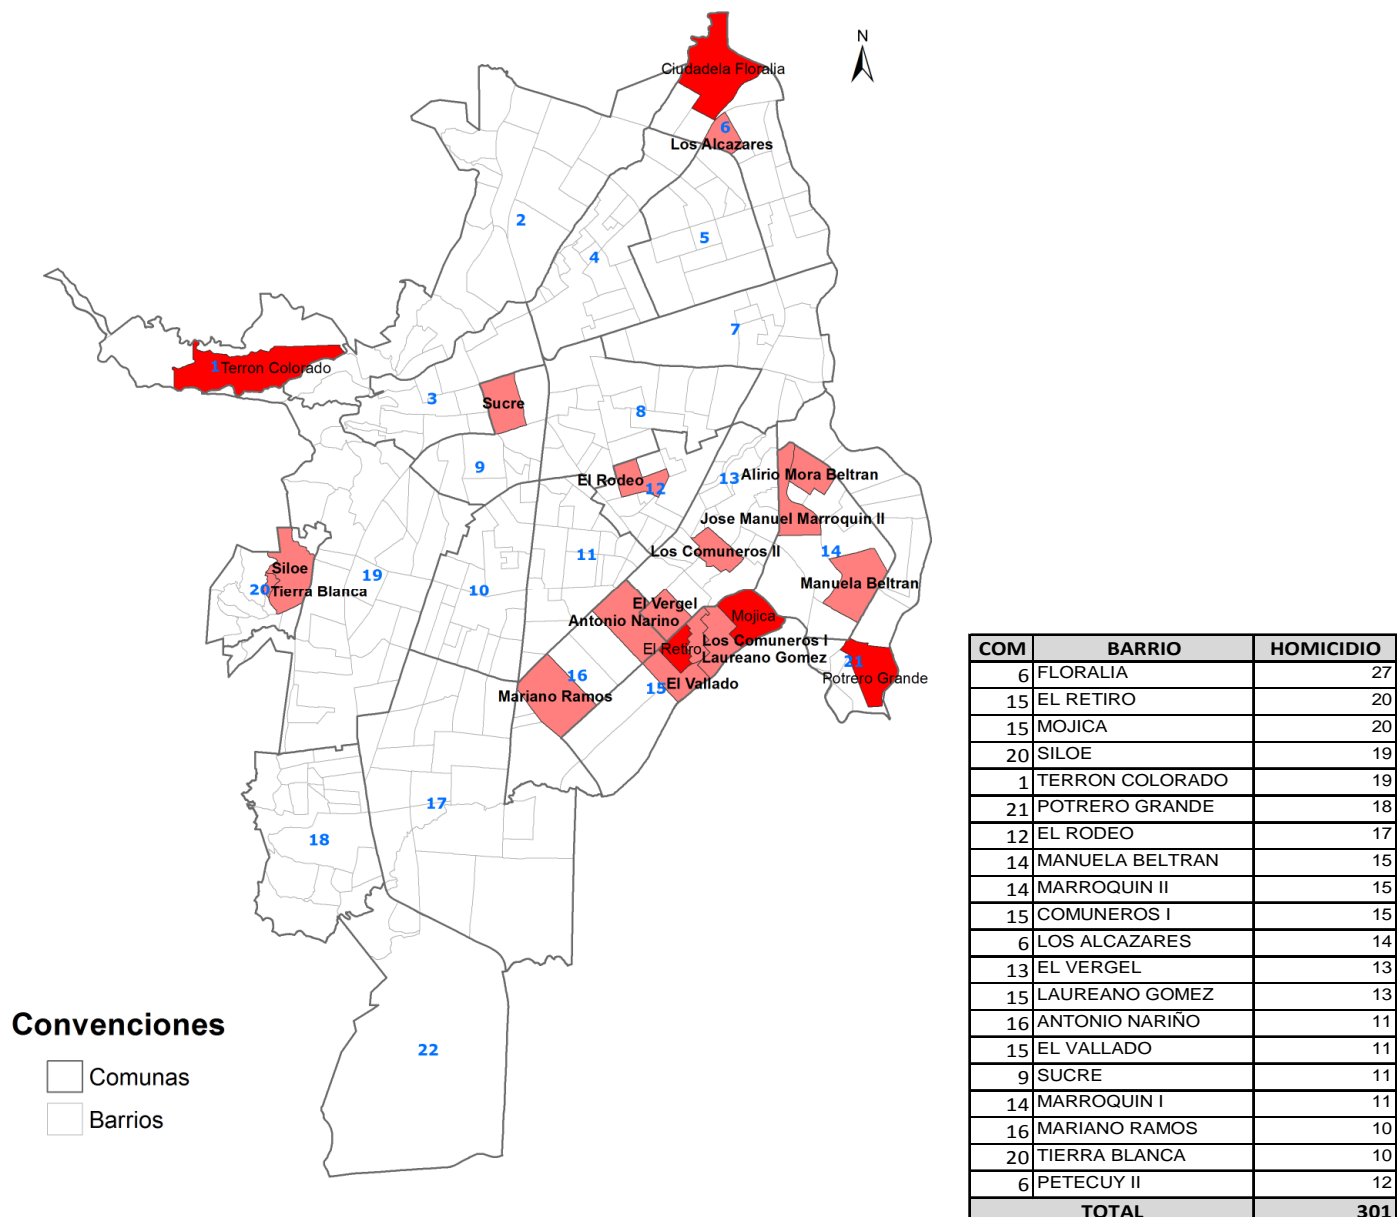 N
Ciudadela Floralia
6
Los Alcazares
2
5
4
7
1 Terron Colorado
3
Sucre
8
9
El Rodeo
12
13
Alirio Mora Beltran
Jose Manuel Marroquin II
Los Comuneros II
14
11
Siloe
20
Tierra Blanca
19
10
Manuela Beltran
El Vergel
Antonio Narino
Mojica
El Retiro
Los Comuneros I
Laureano Gomez
16
15
El Vallado
Mariano Ramos
21
Potrero Grande
17
18
22
Convenciones
Comunas
Barrios
COM BARRIO HOMICIDIO
6 FLORALIA 27
15 EL RETIRO 20
15 MOJICA 20
20 SILOE 19
1 TERRON COLORADO 19
21 POTRERO GRANDE 18
12 EL RODEO 17
14 MANUELA BELTRAN 15
14 MARROQUIN II 15
15 COMUNEROS I 15
6 LOS ALCAZARES 14
13 EL VERGEL 13
15 LAUREANO GOMEZ 13
16 ANTONIO NARIÑO 11
15 EL VALLADO 11
9 SUCRE 11
14 MARROQUIN I 11
16 MARIANO RAMOS 10
20 TIERRA BLANCA 10
6 PETECUY II 12
TOTAL 301